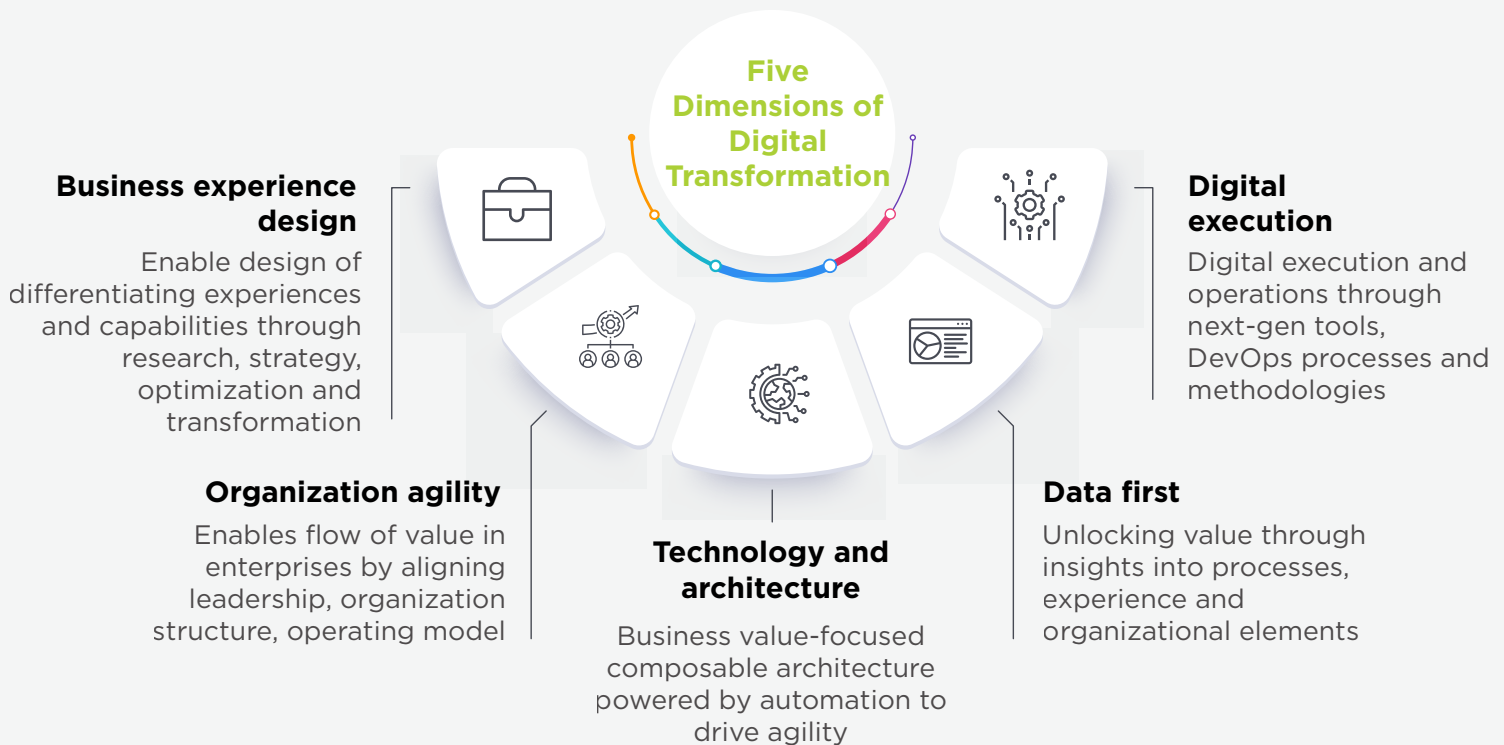 Five
Dimensions of
Digital
Transformation
Business experience
design
Enable design of
differentiating experiences
and capabilities through
research, strategy,
optimization and
transformation
Organization agility
Enables flow of value in
enterprises by aligning
leadership, organization
structure, operating model
Technology and
architecture
Business value-focused
composable architecture
powered by automation to
drive agility
Data first
Unlocking value through
insights into processes,
experience and
organizational elements
Digital
execution
Digital execution and
operations through
next-gen tools,
DevOps processes and
methodologies